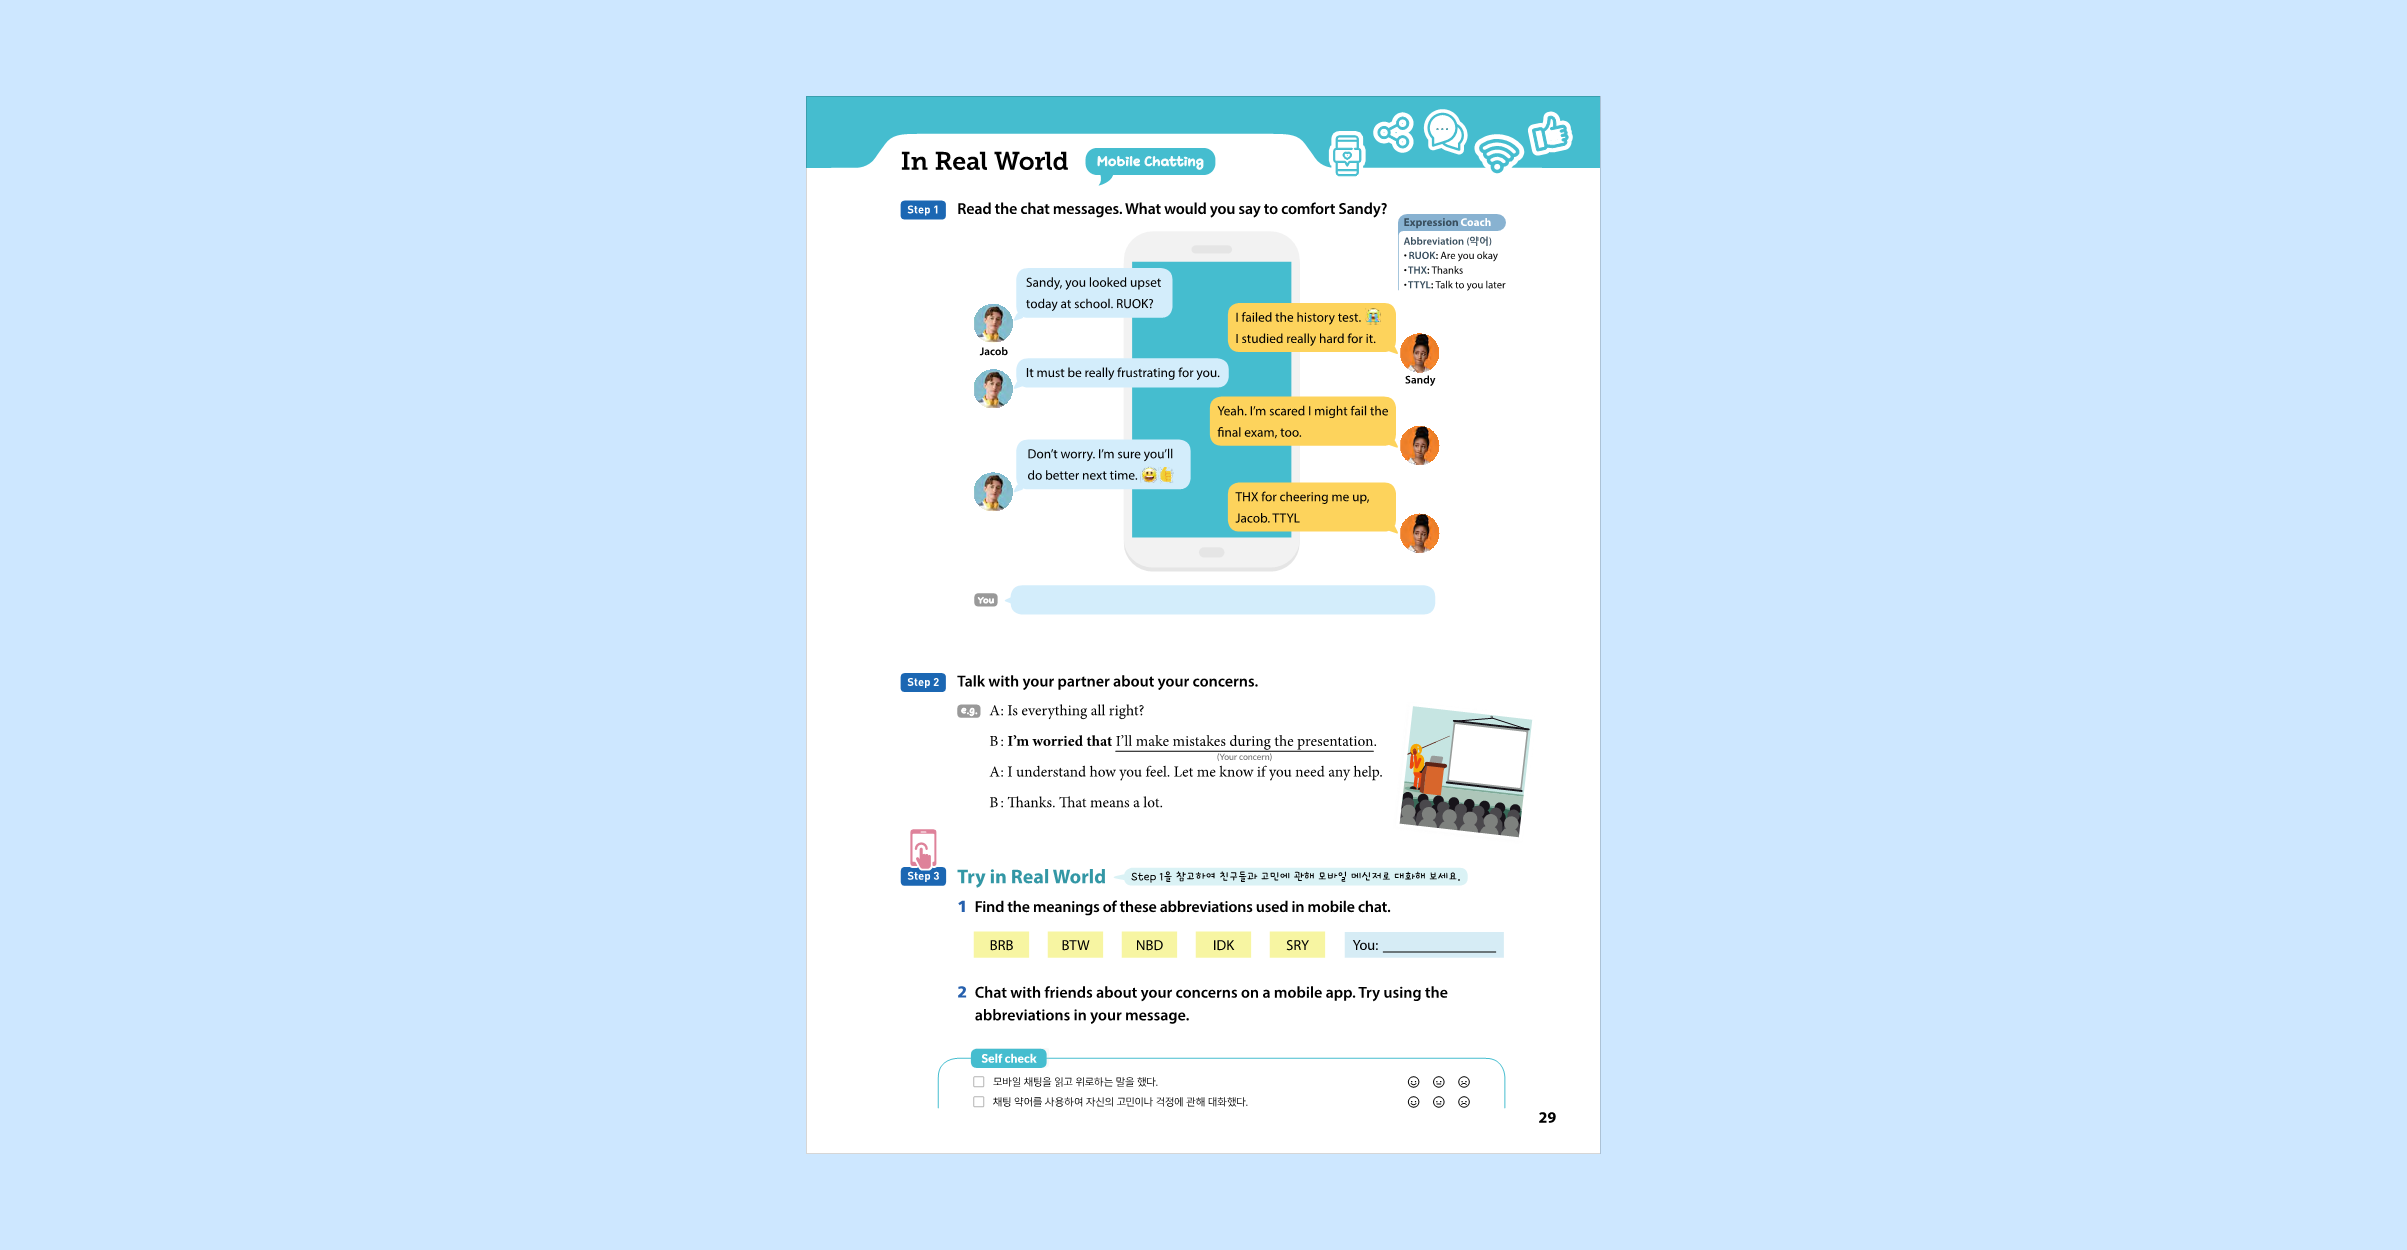 In Real World
Mobile Chatting
Step 1
Read the chat messages. What would you say to comfort Sandy?
Expression Coach
Abbreviation (약어)
• RUOK: Are you okay
• THX: Thanks
• TTYL: Talk to you later
Sandy, you looked upset
today at school. RUOK?
Jacob
I failed the history test.
I studied really hard for it.
Sandy
It must be really frustrating for you.
Yeah. I'm scared I might fail the
final exam, too.
Don't worry. I'm sure you'll
do better next time.
THX for cheering me up,
Jacob. TTYL
You
Step 2
Talk with your partner about your concerns.
e.g.
A: Is everything all right?
B: I'm worried that I'll make mistakes during the presentation.
(Your concern)
A: I understand how you feel. Let me know if you need any help.
B: Thanks. That means a lot.
Step 3
Try in Real World
Step 1을 참고하여 친구들과 고민에 관해 모바일 메신저로 대화해 보세요.
1 Find the meanings of these abbreviations used in mobile chat.
BRB BTW NBD IDK SRY You:
2 Chat with friends about your concerns on a mobile app. Try using the
abbreviations in your message.
Self check
모바일 채팅을 읽고 위로하는 말을 했다.
채팅 약어를 사용하여 자신의 고민이나 걱정에 관해 대화했다.
29